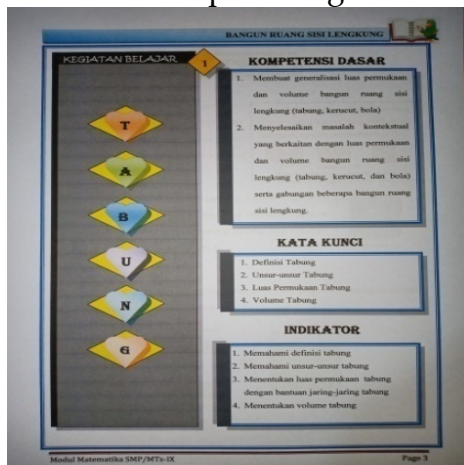 BANGUN RUANG SISI LENGKUNG
KEGIATAN BELAJAR
1
T
A
B
U
N
G
KOMPETENSI DASAR
1. Membuat generalisasi luas permukaan
dan volume bangun ruang sisi
lengkung (tabung, kerucut, bola)
2. Menyelesaikan masalah kontekstual
yang berkaitan dengan luas permukaan
dan volume bangun ruang sisi
lengkung (tabung, kerucut, dan bola)
serta gabungan beberapa bangun ruang
sisi lengkung.
KATA KUNCI
1. Definisi Tabung
2. Unsur-unsur Tabung
3. Luas Permukaan Tabung
4. Volume Tabung
INDIKATOR
1. Memahami definisi tabung
2. Memahami unsur-unsur tabung
3. Menentukan luas permukaan tabung
dengan bantuan jaring-jaring tabung
4. Menentukan volume tabung
Modul Matematika SMP/MTs-IX
Page 3